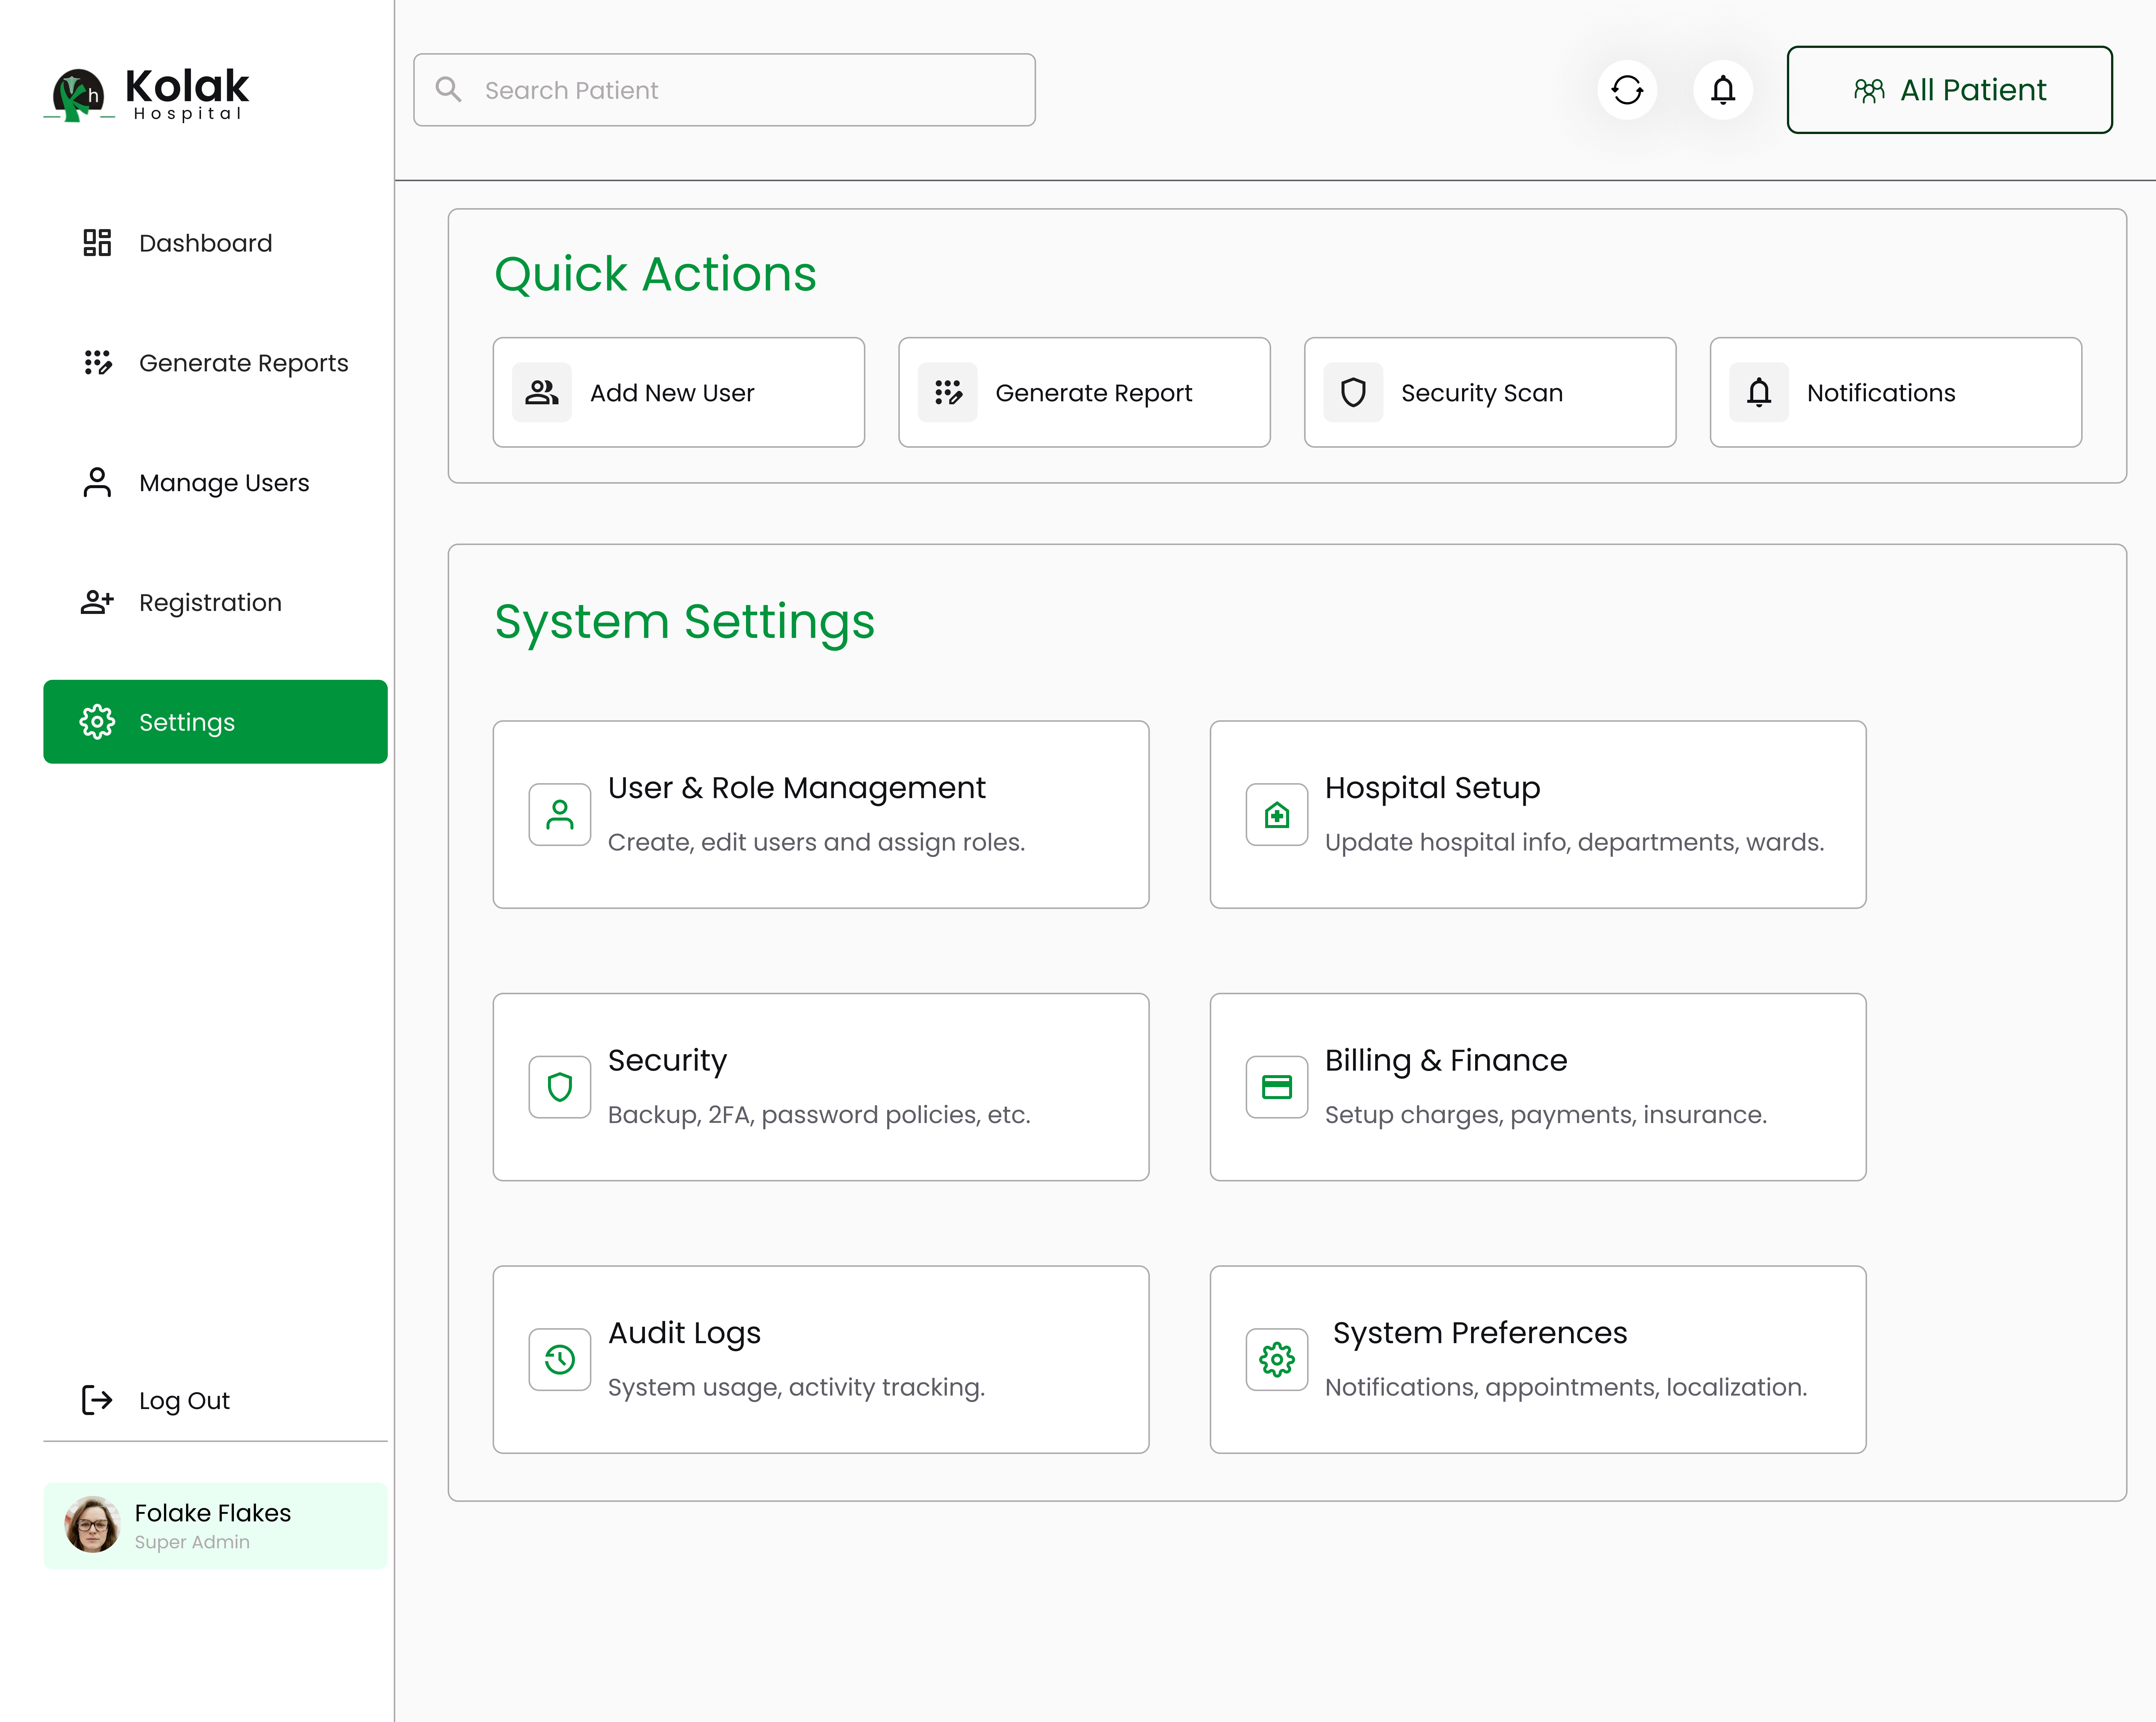 Kolak
Hospital
h
Search Patient
All Patient
Dashboard
Generate Reports
Manage Users
Registration
Settings
Log Out
Folake Flakes
Super Admin
Quick Actions
Add New User
Generate Report
Security Scan
Notifications
System Settings
User & Role Management
Create, edit users and assign roles.
Hospital Setup
Update hospital info, departments, wards.
Security
Backup, 2FA, password policies, etc.
Billing & Finance
Setup charges, payments, insurance.
Audit Logs
System usage, activity tracking.
System Preferences
Notifications, appointments, localization.